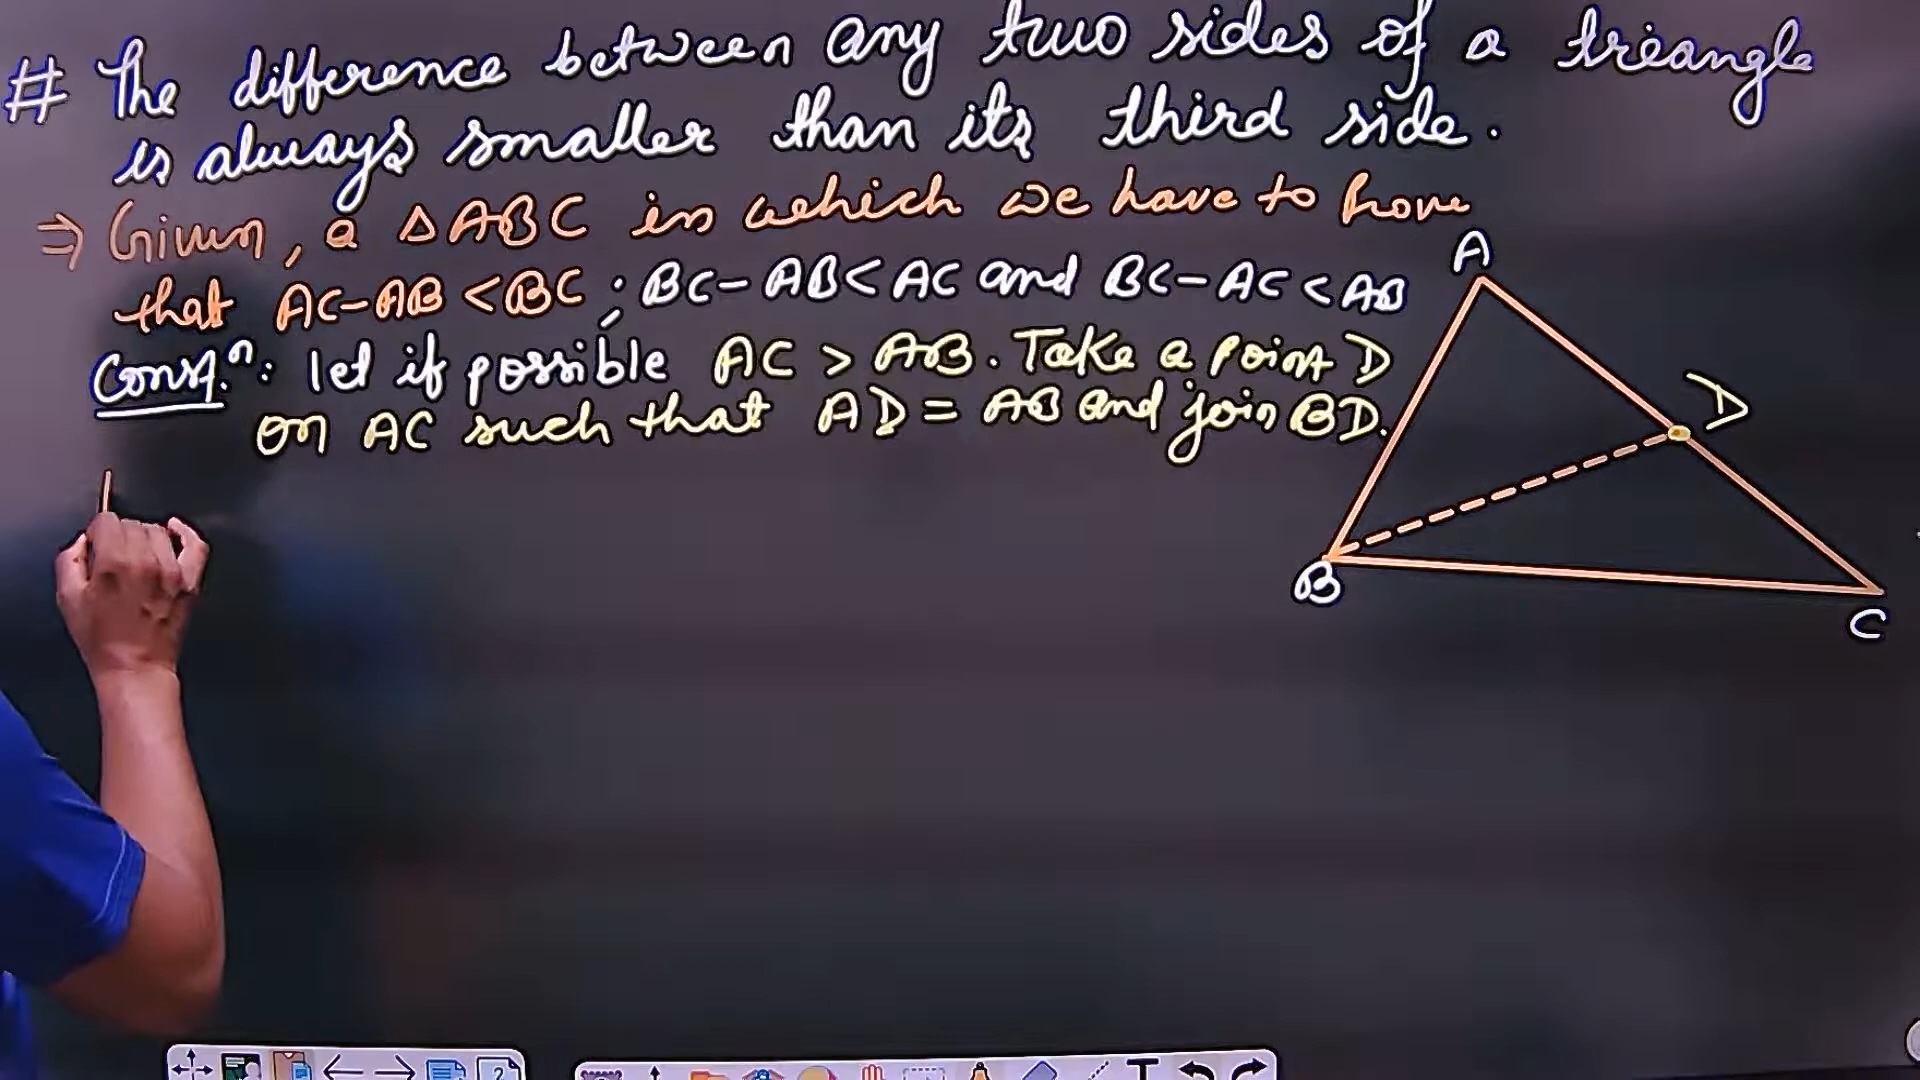 # The difference between any two sides of a triangle
is always smaller than its third side.
⇒ Given, a △ABC in which we have to prove
that AC-AB<BC; BC-AB<AC and BC-AC<AB
Constⁿ.: let if possible AC > AB. Take a point D
on AC such that AD = AB and join BD.
A
D
B
C